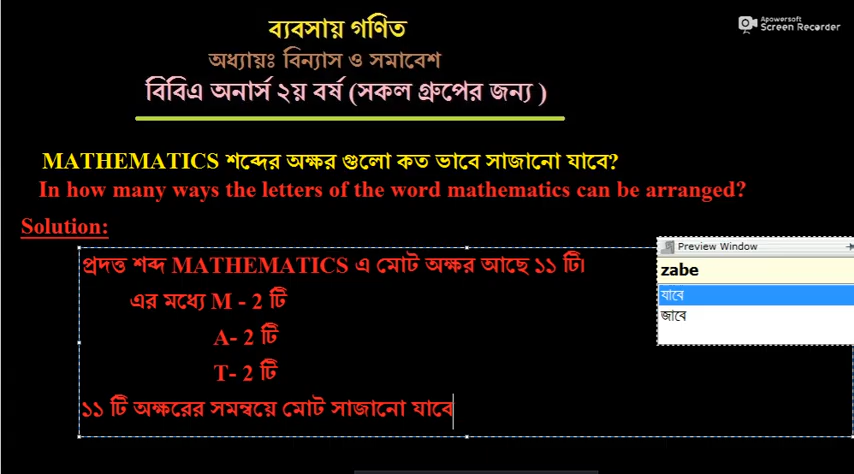 Apowersoft
Screen Recorder
ব্যবসায় গণিত
অধ্যায়ঃ বিন্যাস ও সমাবেশ
বিবিএ অনার্স ২য় বর্ষ (সকল গ্রুপের জন্য )
MATHEMATICS শব্দের অক্ষর গুলো কত ভাবে সাজানো যাবে?
In how many ways the letters of the word mathematics can be arranged?
Solution:
প্রদত্ত শব্দ MATHEMATICS এ মোট অক্ষর আছে ১১ টি।
এর মধ্যে M - 2 টি
A- 2 টি
T- 2 টি
১১ টি অক্ষরের সমন্বয়ে মোট সাজানো যাবে
Preview Window
zabe
যাবে
জাবে